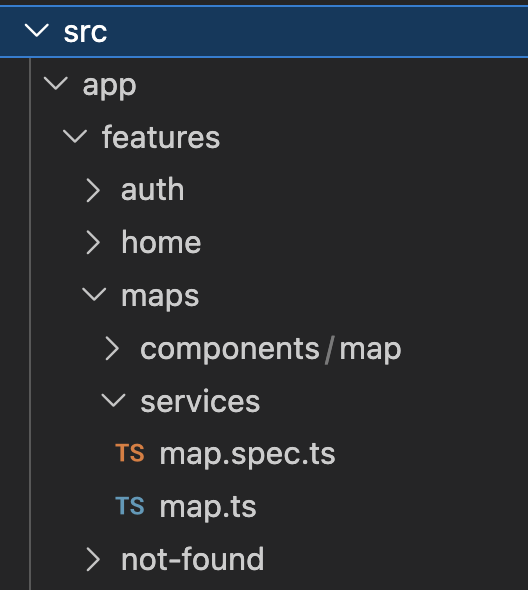 src
app
features
auth
home
maps
components/map
services
TS map.spec.ts
TS map.ts
not-found